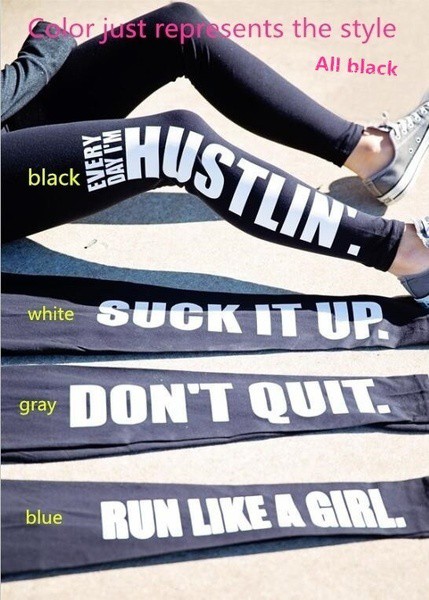 Color just represents the style
All black
black
EVERY
DAY I'M
HUSTLIN'.
white
SUCK IT UP.
gray
DON'T QUIT.
blue
RUN LIKE A GIRL.